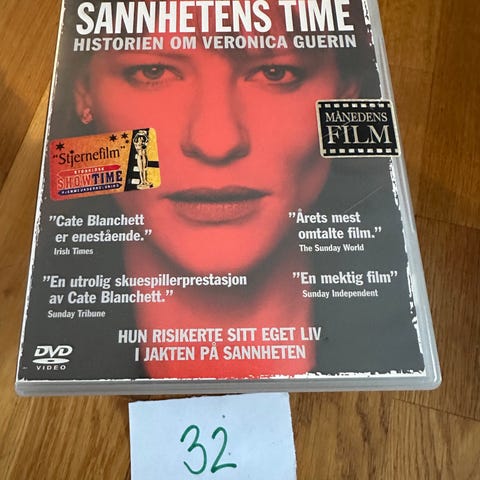 SANNHETENS TIME
HISTORIEN OM VERONICA GUERIN
MÅNEDENS
FILM
"Stjernefilm"
SHOWTIME
"Cate Blanchett
er enestående."
Irish Times
"Årets mest
omtalte film."
The Sunday World
"En utrolig skuespillerprestasjon
av Cate Blanchett."
Sunday Tribune
"En mektig film"
Sunday Independent
HUN RISIKERTE SITT EGET LIV
I JAKTEN PÅ SANNHETEN
DVD
VIDEO
32